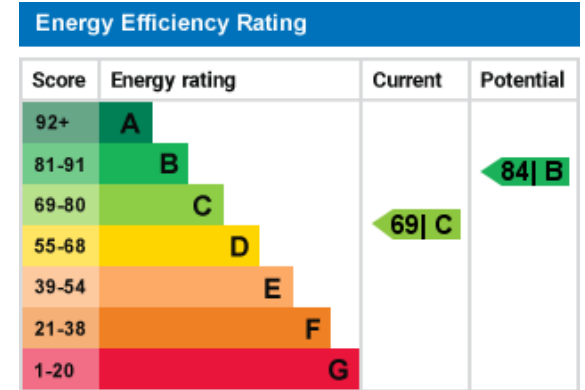 Energy Efficiency Rating
Score Energy rating Current Potential
92+ A
81-91 B 84| B
69-80 C 69| C
55-68 D
39-54 E
21-38 F
1-20 G